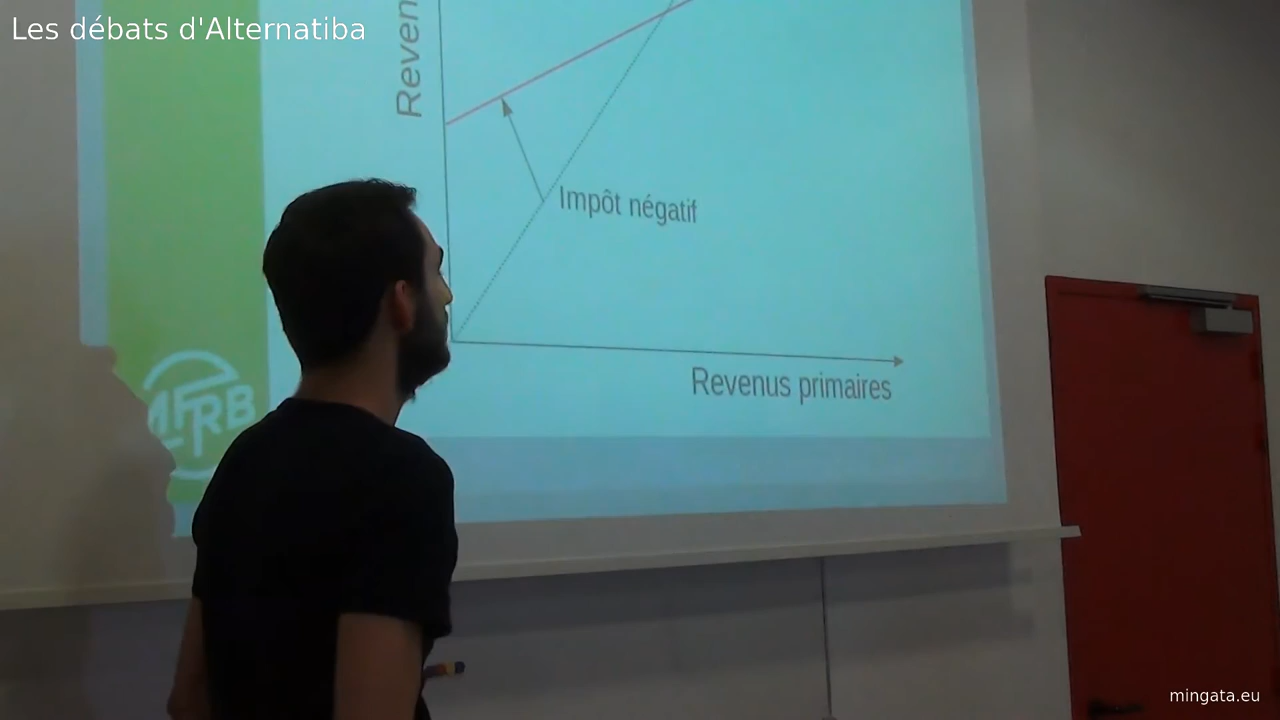 Les débats d'Alternatiba
Reven
Impôt négatif
Revenus primaires
MFRB
mingata.eu